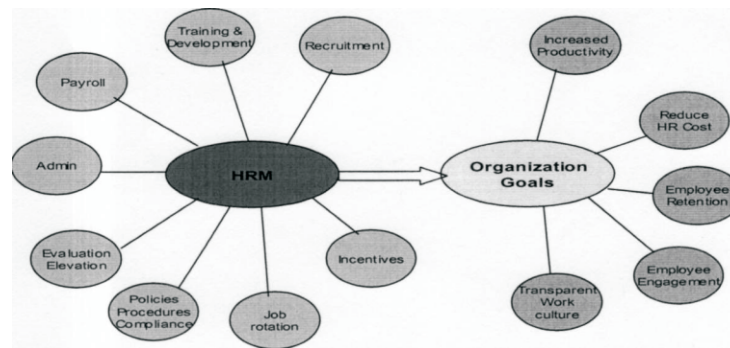 Training &
Development
Recruitment
Increased
Productivity
Payroll
Reduce
HR Cost
Admin
HRM
Organization
Goals
Employee
Retention
Evaluation
Elevation
Incentives
Employee
Engagement
Policies
Procedures
Compliance
Job
rotation
Transparent
Work
culture